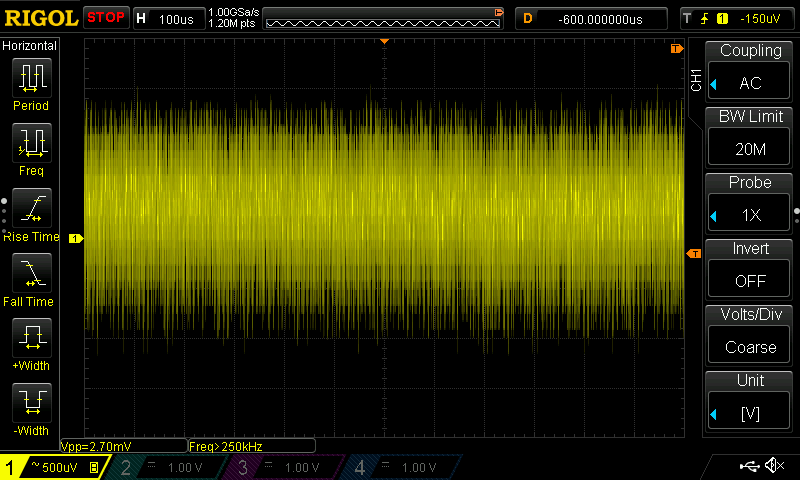 RIGOL STOP H 100us 1.00GSa/s D -600.000000us T 1 -150uV
1.20M pts
Horizontal
Period
Freq
Rise Time
Fall Time
+Width
-Width
T
1
T
CH1
Coupling
AC
BW Limit
20M
Probe
1X
Invert
OFF
Volts/Div
Coarse
Unit
[V]
Vpp=2.70mV Freq>250kHz
1 ~ 500uV B 2 1.00 V 3 1.00 V 4 1.00 V